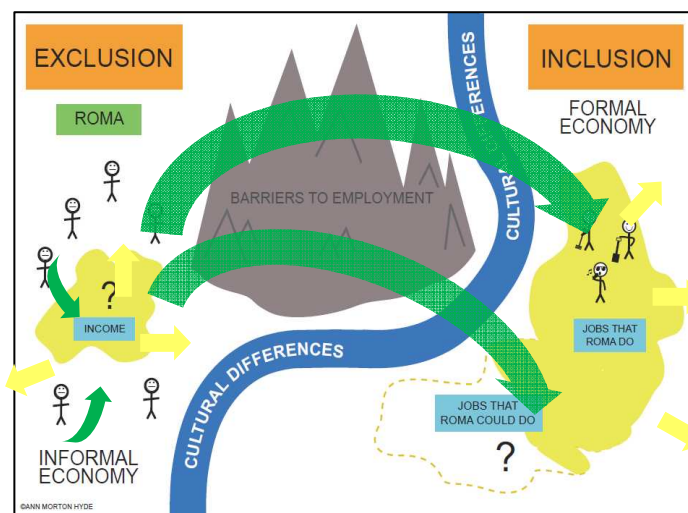 EXCLUSION
ROMA
?
INCOME
INFORMAL
ECONOMY
©ANN MORTON HYDE
BARRIERS TO EMPLOYMENT
CULTURAL DIFFERENCES
CULTURAL DIFFERENCES
INCLUSION
FORMAL
ECONOMY
JOBS THAT
ROMA DO
JOBS THAT
ROMA COULD DO
?